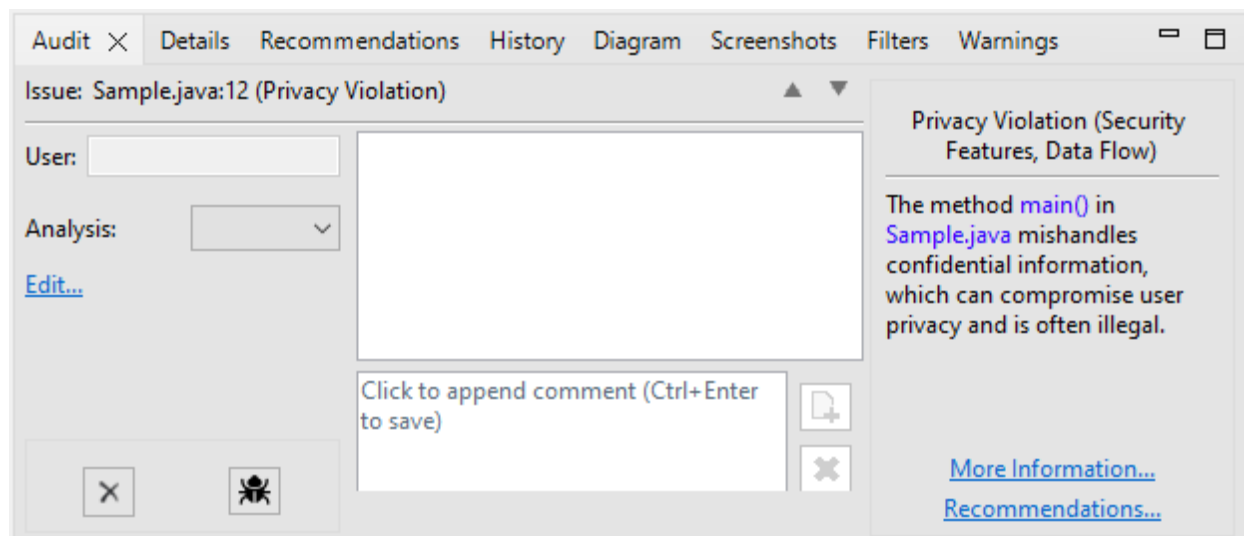 Audit Details Recommendations History Diagram Screenshots Filters Warnings
Issue: Sample.java:12 (Privacy Violation)
User:
Analysis:
Edit...
Click to append comment (Ctrl+Enter
to save)
Privacy Violation (Security
Features, Data Flow)
The method main() in
Sample.java mishandles
confidential information,
which can compromise user
privacy and is often illegal.
More Information...
Recommendations...